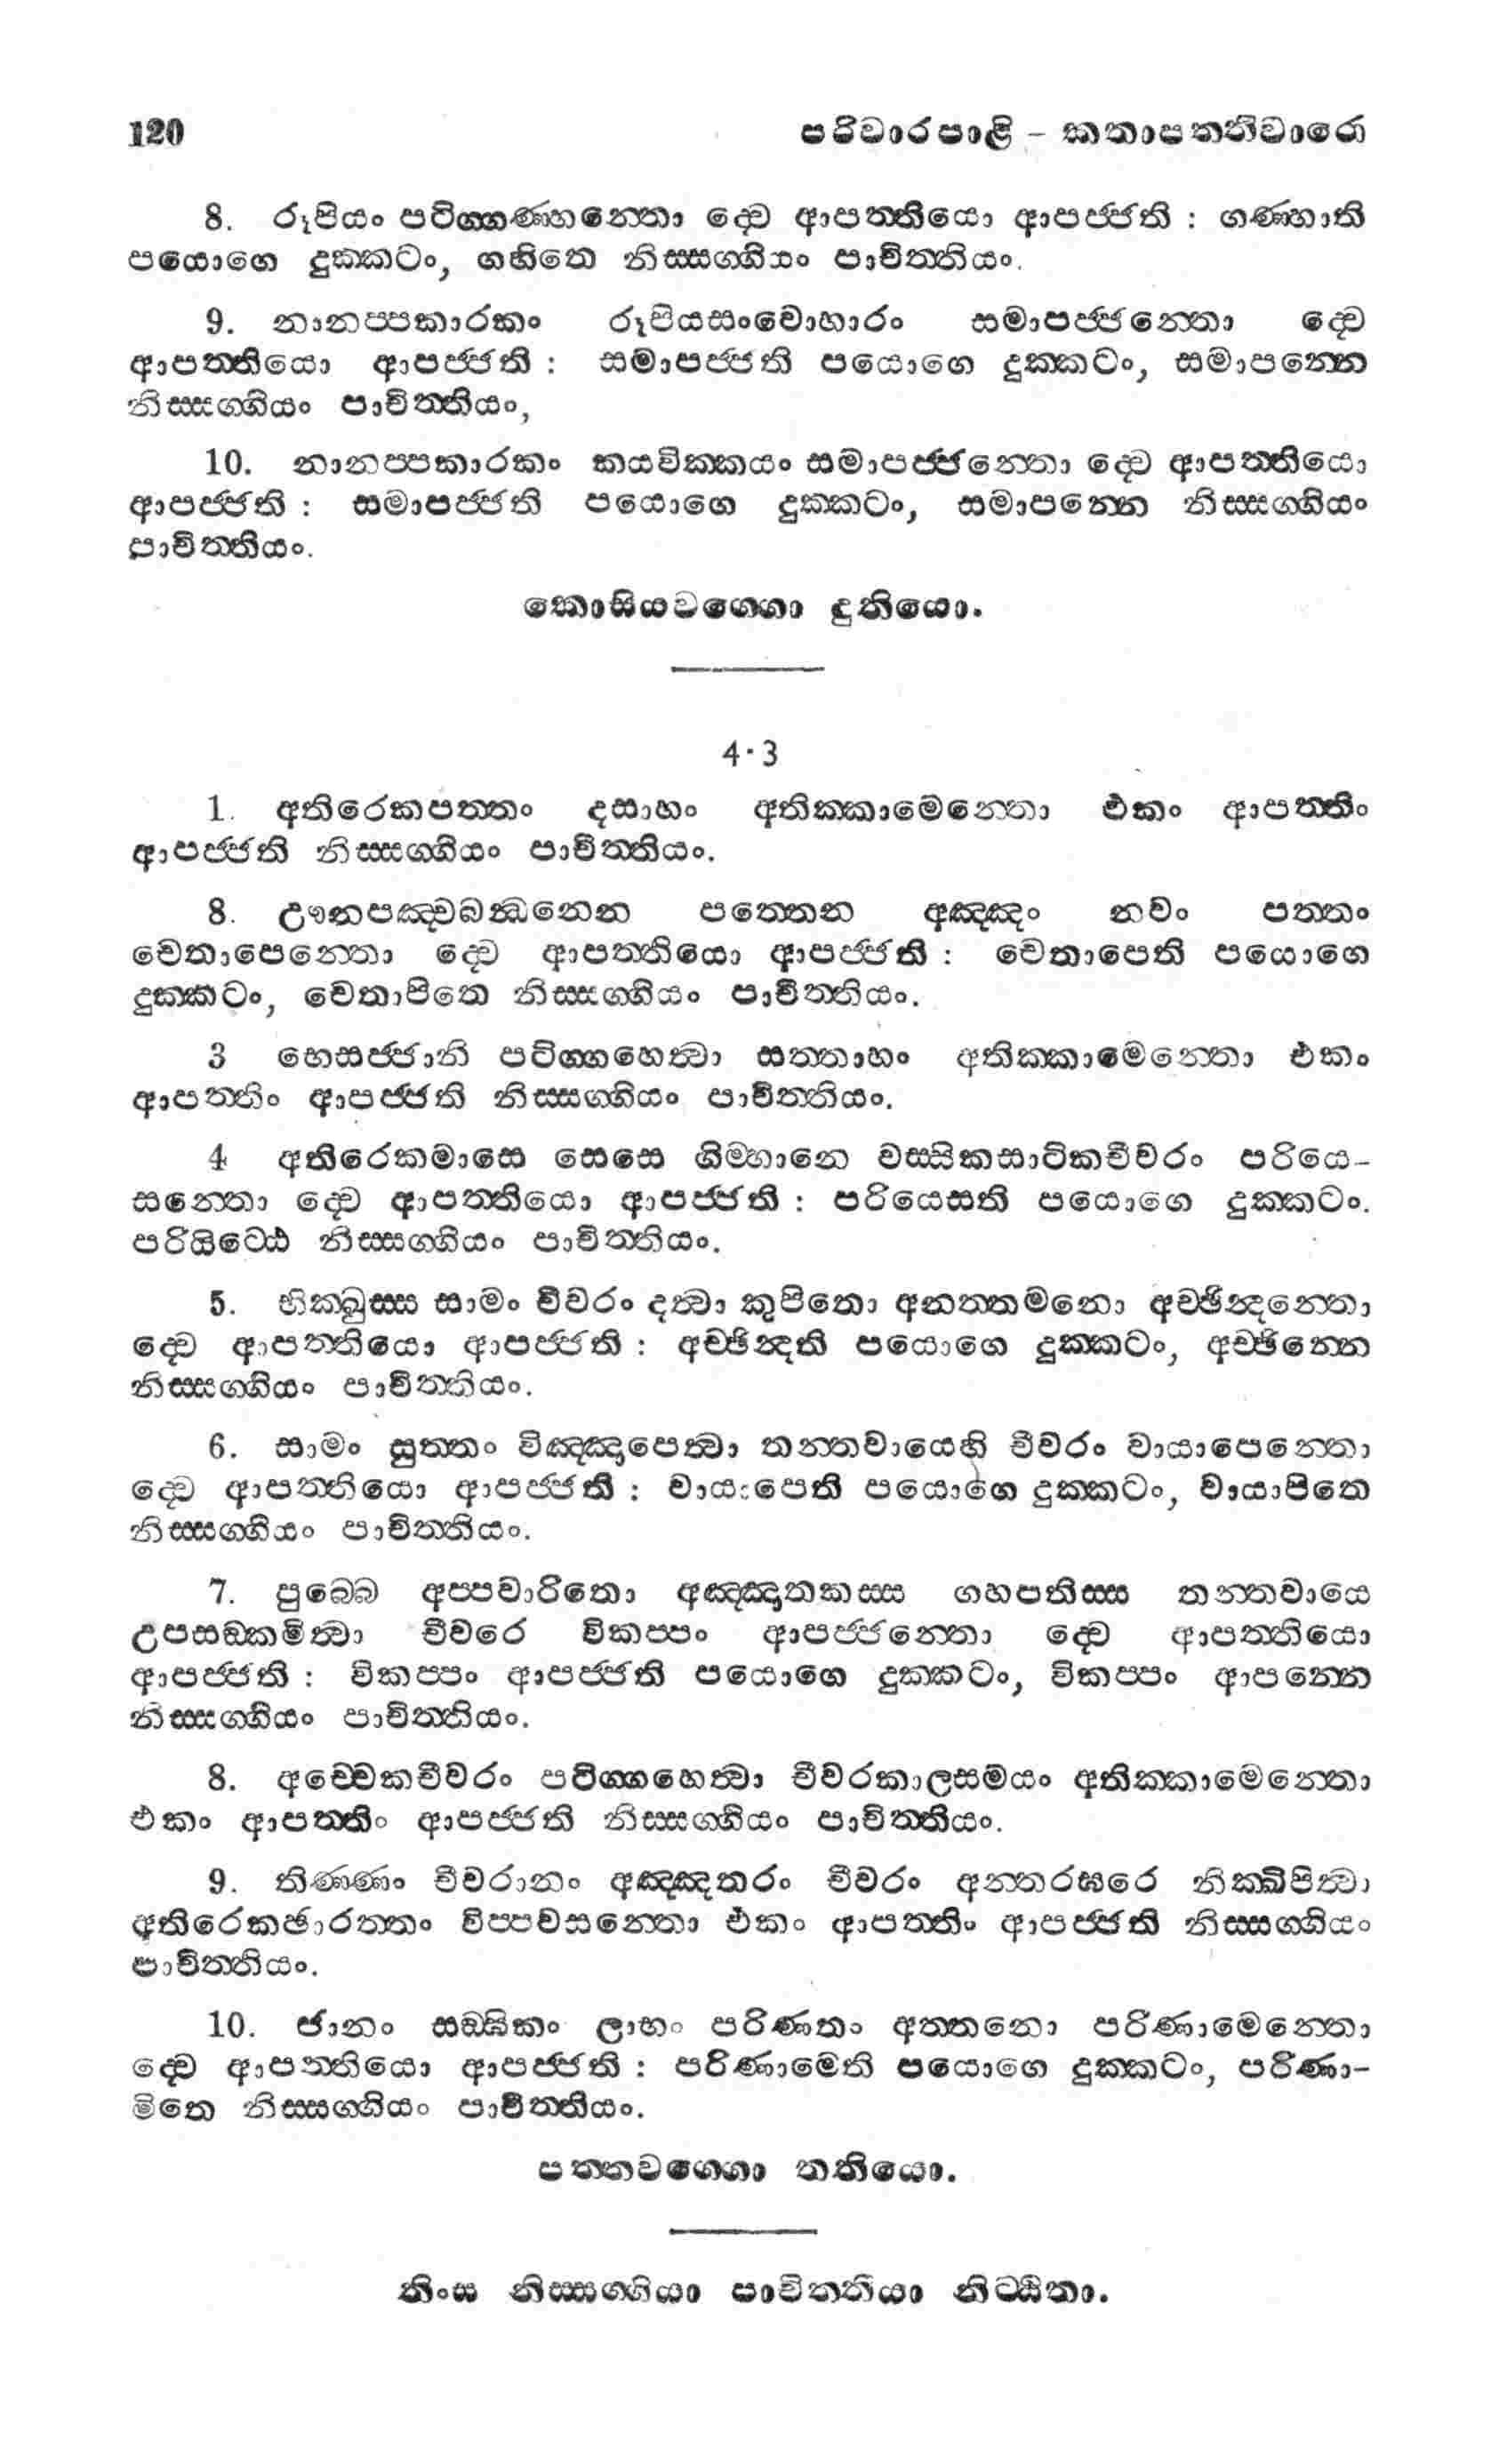 120 පරිවාරපාළි – කතාපත්තිවාරො
8. රූපියං පටිග්ගණ්හන්තො ද්වෙ ආපත්තියො ආපජ්ජති : ගණ්හාති
පයොගෙ දුක්කටං, ගහිතෙ නිස්සග්ගියං පාචිත්තියං.
9. නානප්පකාරකං රූපියසංවොහාරං සමාපජ්ජන්තො ද්වෙ
ආපත්තියො ආපජ්ජති : සමාපජ්ජති පයොගෙ දුක්කටං, සමාපන්නෙ
නිස්සග්ගියං පාචිත්තියං,
10. නානප්පකාරකං කයවික්කයං සමාපජ්ජන්තො ද්වෙ ආපත්තියො
ආපජ්ජති : සමාපජ්ජති පයොගෙ දුක්කටං, සමාපන්නෙ නිස්සග්ගියං
පාචිත්තියං.
කොසියවග්ගො දුතියො.
4·3
1. අතිරෙකපත්තං දසාහං අතික්කාමෙන්තො එකං ආපත්තිං
ආපජ්ජති නිස්සග්ගියං පාචිත්තියං.
8. ඌනපඤ්චබන්ධනෙන පත්තෙන අඤ්ඤං නවං පත්තං
චෙතාපෙන්තො ද්වෙ ආපත්තියො ආපජ්ජති : චෙතාපෙති පයොගෙ
දුක්කටං, චෙතාපිතෙ නිස්සග්ගියං පාචිත්තියං.
3 භෙසජ්ජානි පටිග්ගහෙත්වා සත්තාහං අතික්කාමෙන්තො එකං
ආපත්තිං ආපජ්ජති නිස්සග්ගියං පාචිත්තියං.
4 අතිරෙකමාසෙ සෙසෙ ගිම්හානෙ වස්සිකසාටිකචීවරං පරියෙ-
සන්තො ද්වෙ ආපත්තියො ආපජ්ජති : පරියෙසති පයොගෙ දුක්කටං.
පරියිට්ඨෙ නිස්සග්ගියං පාචිත්තියං.
5. භික්ඛුස්ස සාමං චීවරං දත්වා කුපිතො අනත්තමනො අච්ඡින්දන්තො
ද්වෙ ආපත්තියො ආපජ්ජති : අච්ඡින්දති පයොගෙ දුක්කටං, අච්ඡින්නෙ
නිස්සග්ගියං පාචිත්තියං.
6. සාමං සුත්තං විඤ්ඤාපෙත්වා තන්තවායෙහි චීවරං වායාපෙන්තො
ද්වෙ ආපත්තියො ආපජ්ජති : වායාපෙති පයොගෙ දුක්කටං, වායාපිතෙ
නිස්සග්ගියං පාචිත්තියං.
7. පුබ්බෙ අප්පවාරිතො අඤ්ඤාතකස්ස ගහපතිස්ස තන්තවායෙ
උපසඞ්කමිත්වා චීවරෙ විකප්පං ආපජ්ජන්තො ද්වෙ ආපත්තියො
ආපජ්ජති : විකප්පං ආපජ්ජති පයොගෙ දුක්කටං, විකප්පං ආපන්නෙ
නිස්සග්ගියං පාචිත්තියං.
8. අච්චෙකචීවරං පටිග්ගහෙත්වා චීවරකාලසමයං අතික්කාමෙන්තො
එකං ආපත්තිං ආපජ්ජති නිස්සග්ගියං පාචිත්තියං.
9. තිණ්ණං චීවරානං අඤ්ඤතරං චීවරං අන්තරඝරෙ නික්ඛිපිත්වා
අතිරෙකඡාරත්තං විප්පවසන්තො එකං ආපත්තිං ආපජ්ජති නිස්සග්ගියං
පාචිත්තියං.
10. ජානං සඞ්ඝිකං ලාභං පරිණතං අත්තනො පරිණාමෙන්තො
ද්වෙ ආපත්තියො ආපජ්ජති : පරිණාමෙති පයොගෙ දුක්කටං, පරිණා-
මිතෙ නිස්සග්ගියං පාචිත්තියං.
පත්තවග්ගො තතියො.
තිංස නිස්සග්ගියා පාචිත්තියා නිට්ඨිතා.